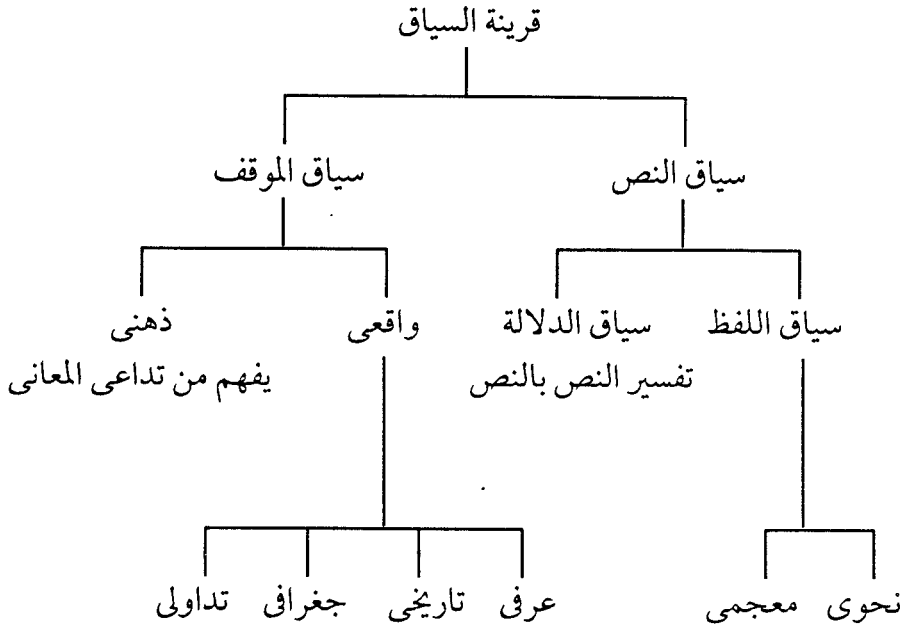 قرينة السياق
سياق النص
سياق الموقف
سياق اللفظ
سياق الدلالة
تفسير النص بالنص
واقعى
ذهنى
يفهم من تداعى المعانى
نحوى
معجمى
عرفى
تاريخى
جغرافى
تداولى